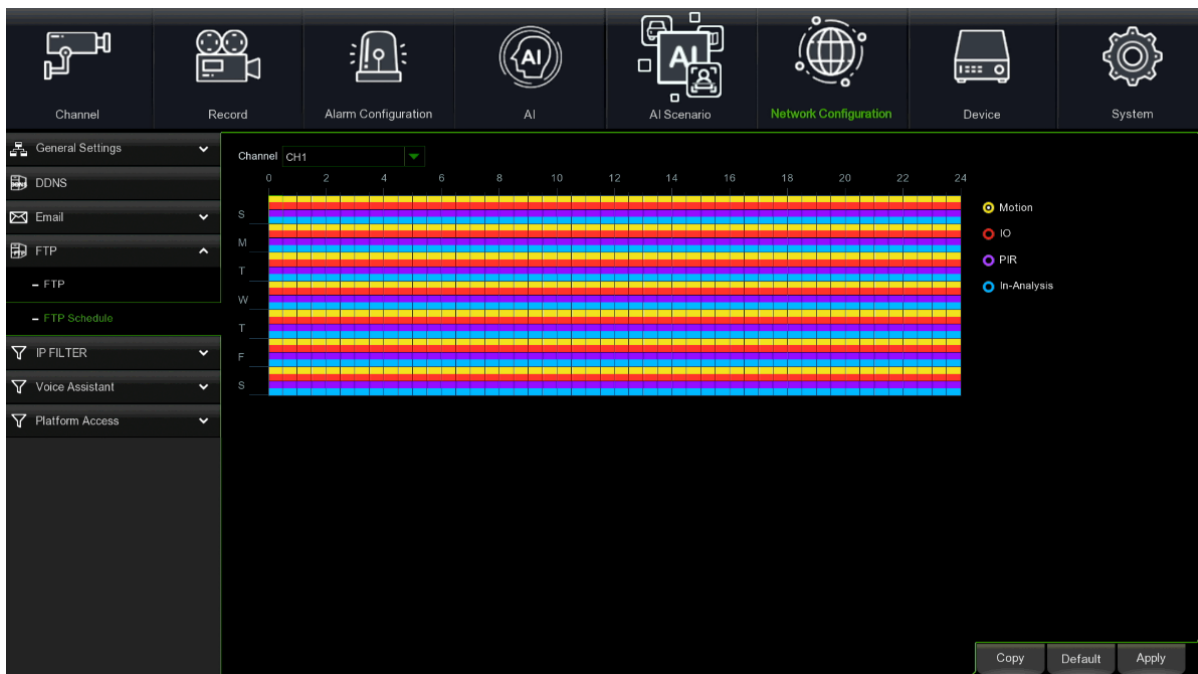 AI
AI
Channel
Record
Alarm Configuration
AI
AI Scenario
Network Configuration
Device
System
General Settings
DDNS
Email
FTP
– FTP
– FTP Schedule
IP FILTER
Voice Assistant
Platform Access
Channel CH1
0 2 4 6 8 10 12 14 16 18 20 22 24
S
M
T
W
T
F
S
Motion
IO
PIR
In-Analysis
Copy
Default
Apply